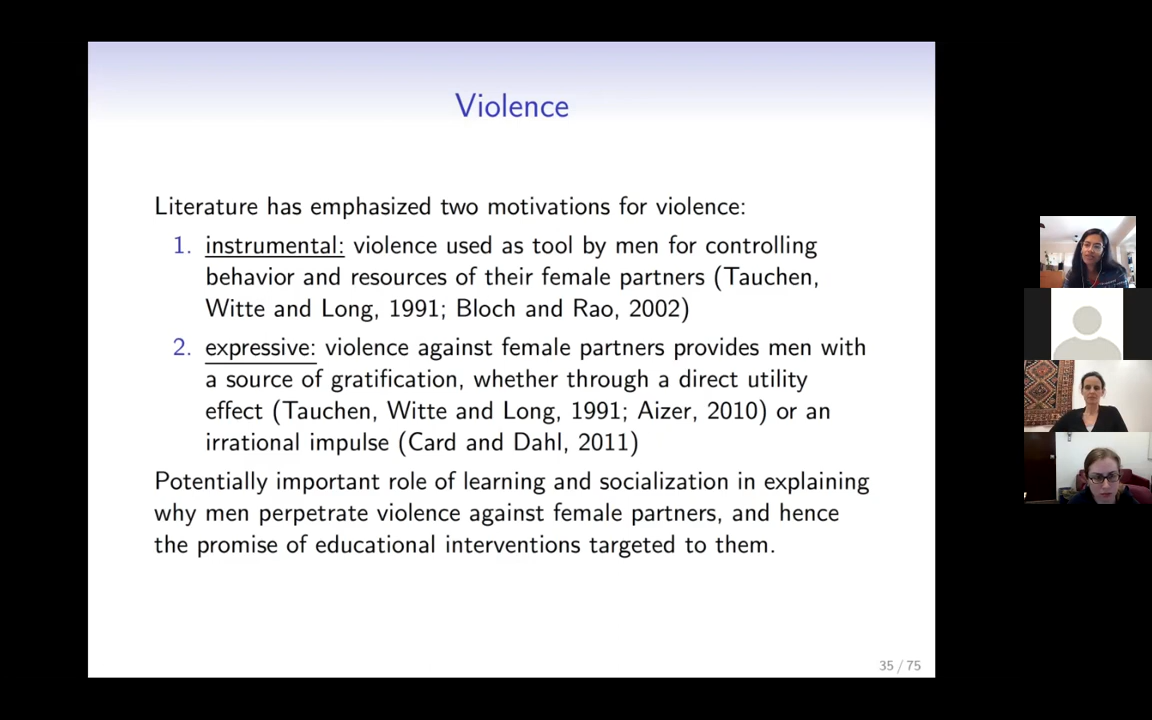 Violence
Literature has emphasized two motivations for violence:
1. instrumental: violence used as tool by men for controlling
behavior and resources of their female partners (Tauchen,
Witte and Long, 1991; Bloch and Rao, 2002)
2. expressive: violence against female partners provides men with
a source of gratification, whether through a direct utility
effect (Tauchen, Witte and Long, 1991; Aizer, 2010) or an
irrational impulse (Card and Dahl, 2011)
Potentially important role of learning and socialization in explaining
why men perpetrate violence against female partners, and hence
the promise of educational interventions targeted to them.
35 / 75